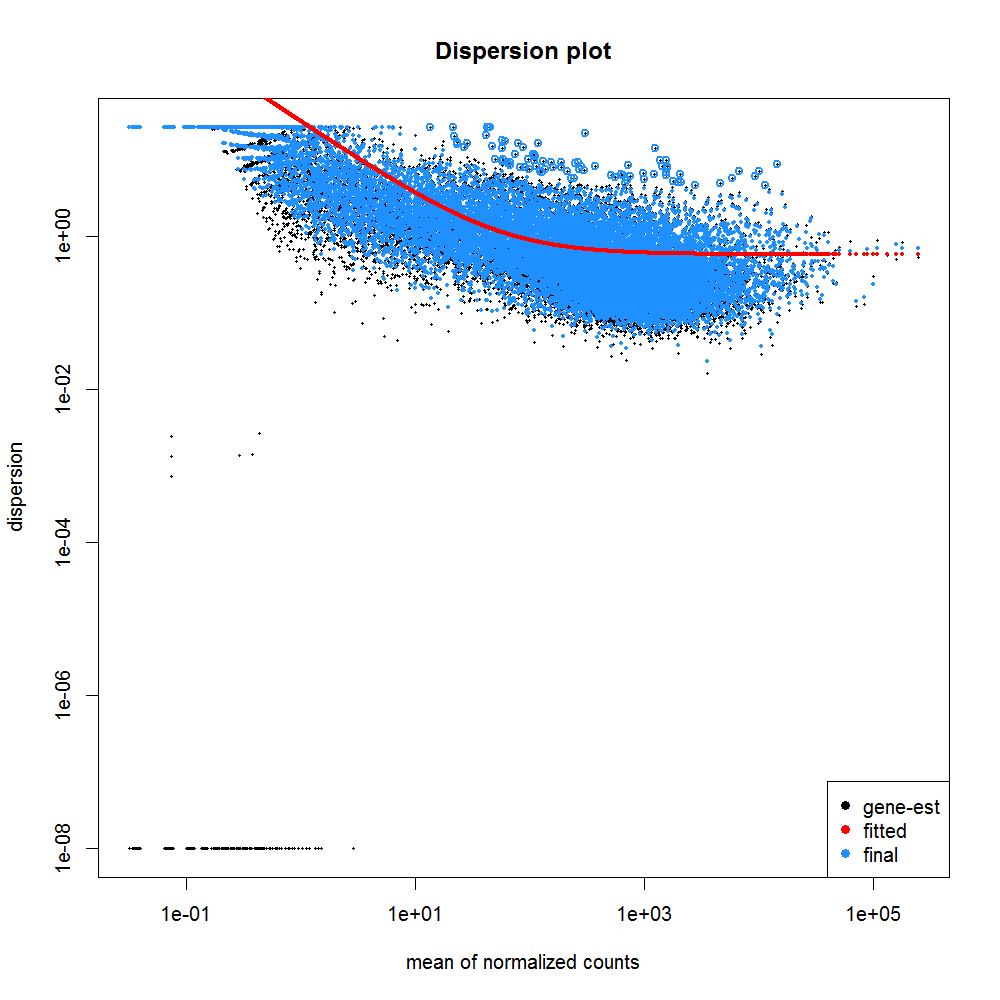 Dispersion plot
1e+00
1e-02
1e-04
1e-06
1e-08
dispersion
1e-01
1e+01
1e+03
1e+05
mean of normalized counts
gene-est
fitted
final